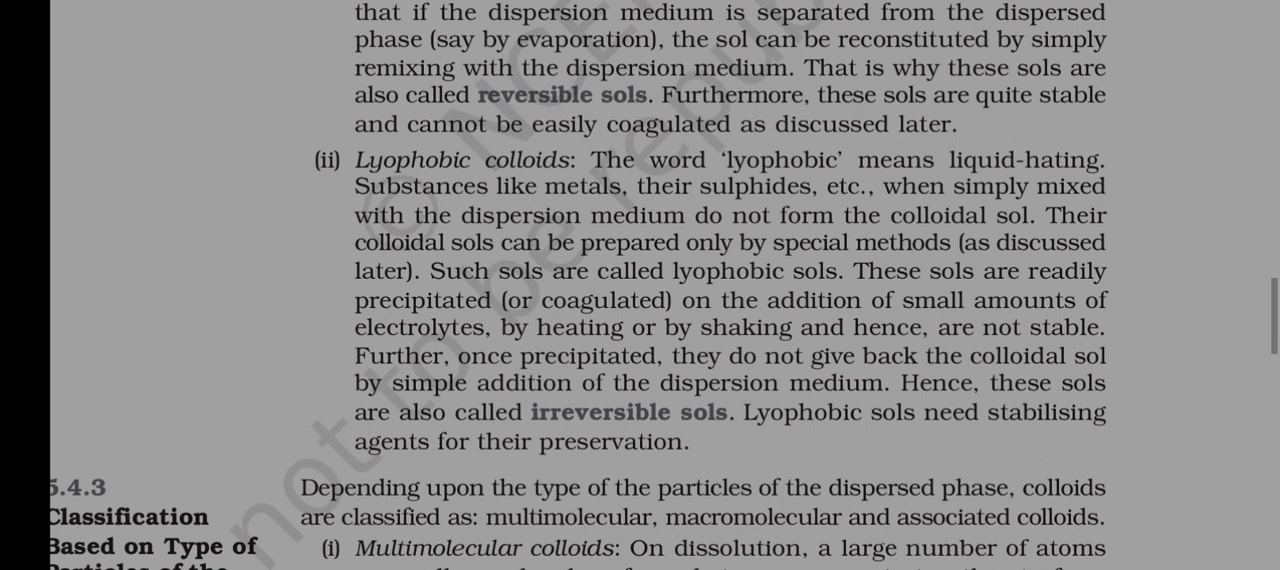 that if the dispersion medium is separated from the dispersed
phase (say by evaporation), the sol can be reconstituted by simply
remixing with the dispersion medium. That is why these sols are
also called reversible sols. Furthermore, these sols are quite stable
and cannot be easily coagulated as discussed later.
(ii) Lyophobic colloids: The word ‘lyophobic’ means liquid-hating.
Substances like metals, their sulphides, etc., when simply mixed
with the dispersion medium do not form the colloidal sol. Their
colloidal sols can be prepared only by special methods (as discussed
later). Such sols are called lyophobic sols. These sols are readily
precipitated (or coagulated) on the addition of small amounts of
electrolytes, by heating or by shaking and hence, are not stable.
Further, once precipitated, they do not give back the colloidal sol
by simple addition of the dispersion medium. Hence, these sols
are also called irreversible sols. Lyophobic sols need stabilising
agents for their preservation.
5.4.3
Classification
Based on Type of
Particles of the
Depending upon the type of the particles of the dispersed phase, colloids
are classified as: multimolecular, macromolecular and associated colloids.
(i) Multimolecular colloids: On dissolution, a large number of atoms
© NCE
not to be repub